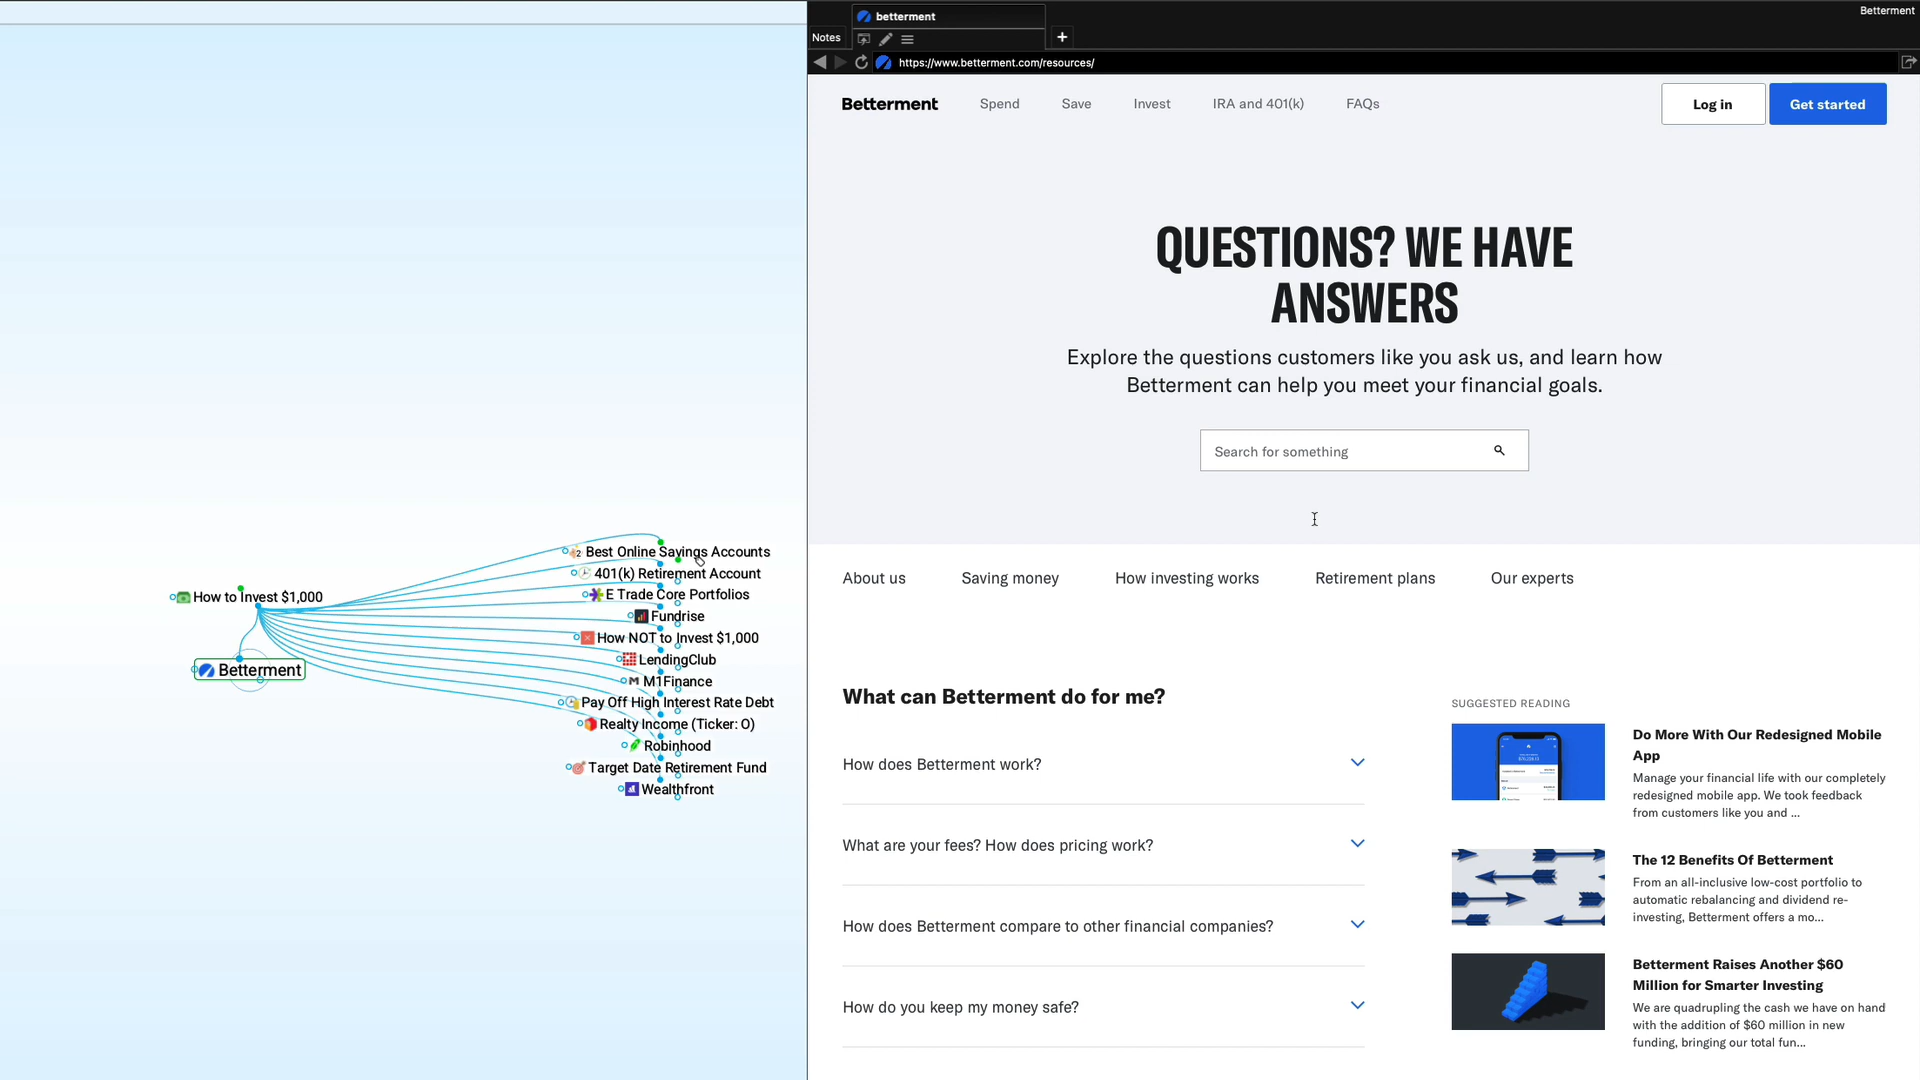 betterment
Betterment
Notes
https://www.betterment.com/resources/
Betterment
Spend
Save
Invest
IRA and 401(k)
FAQs
Log in
Get started
QUESTIONS? WE HAVE
ANSWERS
Explore the questions customers like you ask us, and learn how
Betterment can help you meet your financial goals.
Search for something
About us
Saving money
How investing works
Retirement plans
Our experts
What can Betterment do for me?
How does Betterment work?
What are your fees? How does pricing work?
How does Betterment compare to other financial companies?
How do you keep my money safe?
SUGGESTED READING
Do More With Our Redesigned Mobile
App
Manage your financial life with our completely
redesigned mobile app. We took feedback
from customers like you and ...
The 12 Benefits Of Betterment
From an all-inclusive low-cost portfolio to
automatic rebalancing and dividend re-
investing, Betterment offers a mo...
Betterment Raises Another $60
Million for Smarter Investing
We are quadrupling the cash we have on hand
with the addition of $60 million in new
funding, bringing our total fun...
How to Invest $1,000
Betterment
Best Online Savings Accounts
401(k) Retirement Account
E Trade Core Portfolios
Fundrise
How NOT to Invest $1,000
LendingClub
M1Finance
Pay Off High Interest Rate Debt
Realty Income (Ticker: O)
Robinhood
Target Date Retirement Fund
Wealthfront